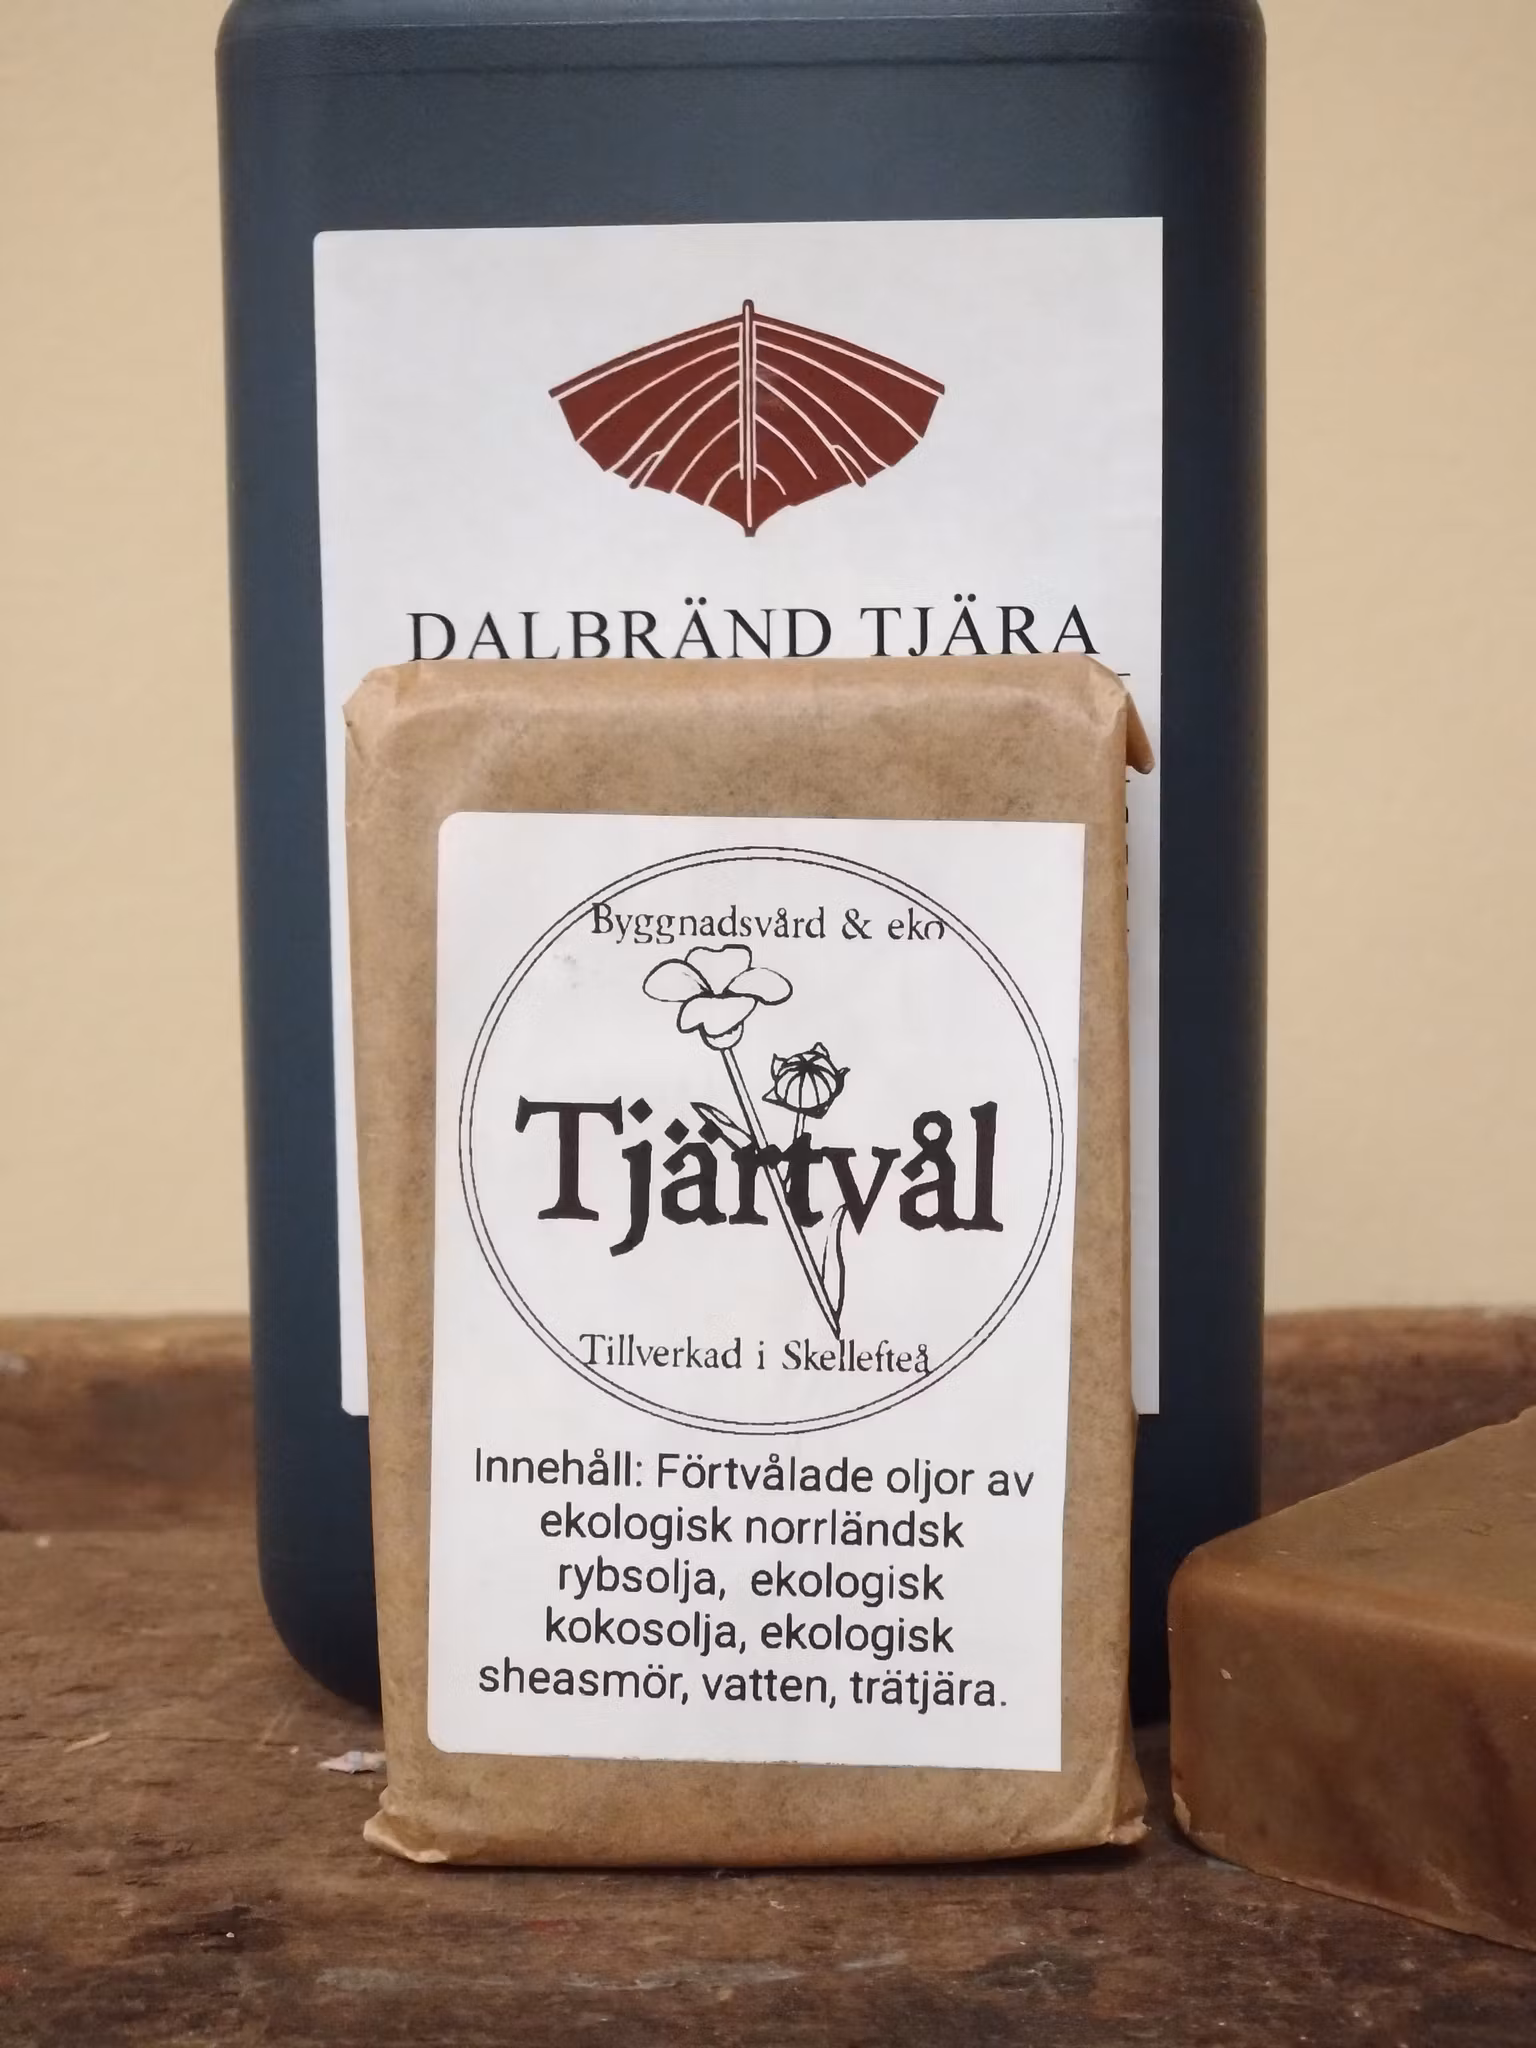 DALBRÄND TJÄRA
Byggnadsvård & eko
Tjärtvål
Tillverkad i Skellefteå
Innehåll: Förtvålade oljor av
ekologisk norrländsk
rybsolja, ekologisk
kokosolja, ekologisk
sheasmör, vatten, trätjära.